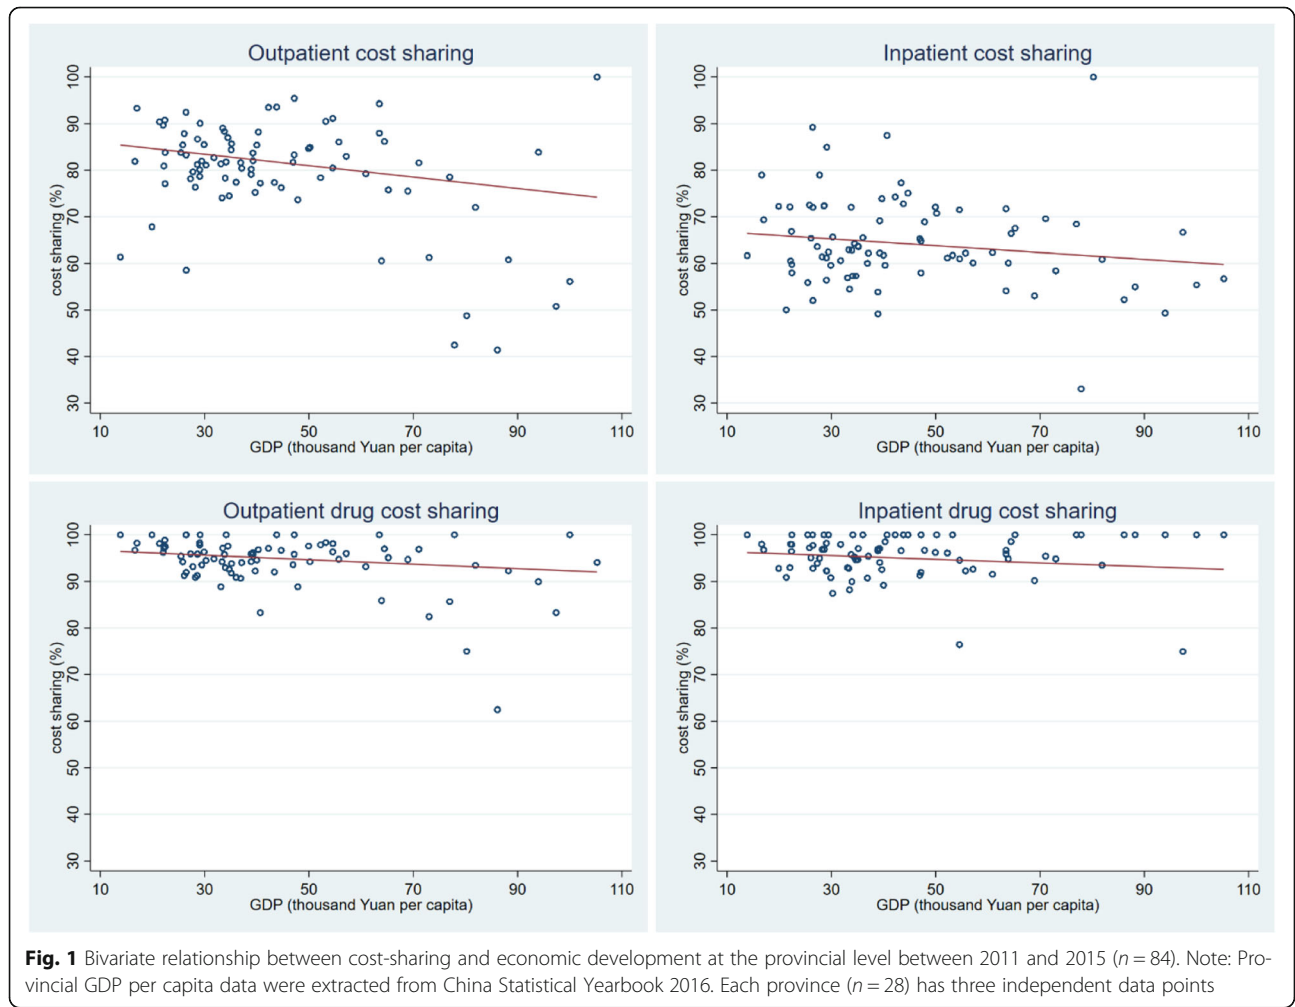 Outpatient cost sharing
cost sharing (%)
100
90
80
70
60
50
40
30
10 30 50 70 90 110
GDP (thousand Yuan per capita)
Inpatient cost sharing
cost sharing (%)
100
90
80
70
60
50
40
30
10 30 50 70 90 110
GDP (thousand Yuan per capita)
Outpatient drug cost sharing
cost sharing (%)
100
90
80
70
60
50
40
30
10 30 50 70 90 110
GDP (thousand Yuan per capita)
Inpatient drug cost sharing
cost sharing (%)
100
90
80
70
60
50
40
30
10 30 50 70 90 110
GDP (thousand Yuan per capita)
Fig. 1 Bivariate relationship between cost-sharing and economic development at the provincial level between 2011 and 2015 (n = 84). Note: Pro-
vincial GDP per capita data were extracted from China Statistical Yearbook 2016. Each province (n = 28) has three independent data points